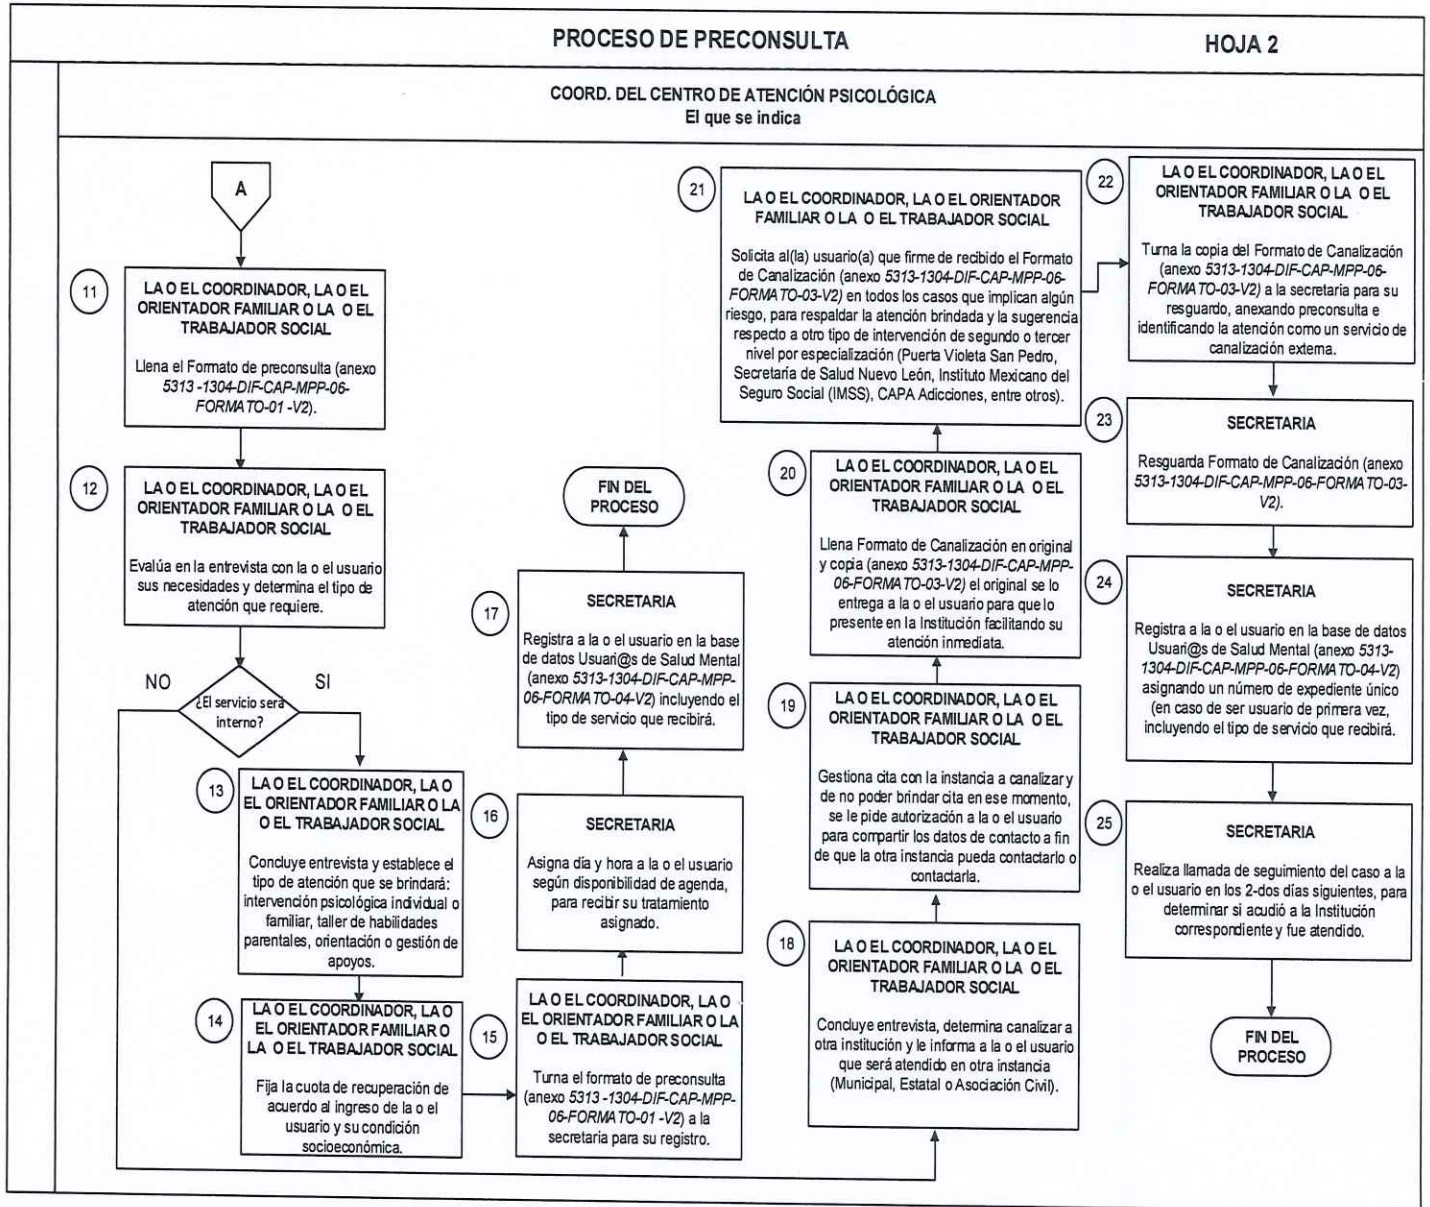 PROCESO DE PRECONSULTA
HOJA 2
COORD. DEL CENTRO DE ATENCIÓN PSICOLÓGICA
El que se indica
A
11
LA O EL COORDINADOR, LA O EL
ORIENTADOR FAMILIAR O LA O EL
TRABAJADOR SOCIAL
Llena el Formato de preconsulta (anexo
5313 -1304-DIF-CAP-MPP-06-
FORMATO-01 -V2).
12
LA O EL COORDINADOR, LA O EL
ORIENTADOR FAMILIAR O LA O EL
TRABAJADOR SOCIAL
Evalúa en la entrevista con la o el usuario
sus necesidades y determina el tipo de
atención que requiere.
NO
SI
¿El servicio será
interno?
13
LA O EL COORDINADOR, LA O
EL ORIENTADOR FAMILIAR O LA
O EL TRABAJADOR SOCIAL
Concluye entrevista y establece el
tipo de atención que se brindará:
intervención psicológica individual o
familiar, taller de habilidades
parentales, orientación o gestión de
apoyos.
14
LA O EL COORDINADOR, LA O
EL ORIENTADOR FAMILIAR O
LA O EL TRABAJADOR SOCIAL
Fija la cuota de recuperación de
acuerdo al ingreso de la o el
usuario y su condición
socioeconómica.
15
LA O EL COORDINADOR, LA O
EL ORIENTADOR FAMILIAR O LA
O EL TRABAJADOR SOCIAL
Turna el formato de preconsulta
(anexo 5313 -1304-DIF-CAP-MPP-
06-FORMATO-01 -V2) a la
secretaria para su registro.
16
SECRETARIA
Asigna día y hora a la o el usuario
según disponibilidad de agenda,
para recibir su tratamiento
asignado.
17
SECRETARIA
Registra a la o el usuario en la base
de datos Usuari@s de Salud Mental
(anexo 5313-1304-DIF-CAP-MPP-
06-FORMATO-04-V2) incluyendo el
tipo de servicio que recibirá.
FIN DEL
PROCESO
18
LA O EL COORDINADOR, LA O EL
ORIENTADOR FAMILIAR O LA O EL
TRABAJADOR SOCIAL
Concluye entrevista, determina canalizar a
otra institución y le informa a la o el usuario
que será atendido en otra instancia
(Municipal, Estatal o Asociación Civil).
19
LA O EL COORDINADOR, LA O EL
ORIENTADOR FAMILIAR O LA O EL
TRABAJADOR SOCIAL
Gestiona cita con la instancia a canalizar y
de no poder brindar cita en ese momento,
se le pide autorización a la o el usuario
para compartir los datos de contacto a fin
de que la otra instancia pueda contactarlo o
contactarla.
20
LA O EL COORDINADOR, LA O EL
ORIENTADOR FAMILIAR O LA O EL
TRABAJADOR SOCIAL
Llena Formato de Canalización en original
y copia (anexo 5313-1304-DIF-CAP-MPP-
06-FORMATO-03-V2) el original se lo
entrega a la o el usuario para que lo
presente en la Institución facilitando su
atención inmediata.
21
LA O EL COORDINADOR, LA O EL ORIENTADOR
FAMILIAR O LA O EL TRABAJADOR SOCIAL
Solicita al(la) usuario(a) que firme de recibido el Formato
de Canalización (anexo 5313-1304-DIF-CAP-MPP-06-
FORMATO-03-V2) en todos los casos que implican algún
riesgo, para respaldar la atención brindada y la sugerencia
respecto a otro tipo de intervención de segundo o tercer
nivel por especialización (Puerta Violeta San Pedro,
Secretaría de Salud Nuevo León, Instituto Mexicano del
Seguro Social (IMSS), CAPA Adicciones, entre otros).
22
LA O EL COORDINADOR, LA O EL
ORIENTADOR FAMILIAR O LA O EL
TRABAJADOR SOCIAL
Turna la copia del Formato de Canalización
(anexo 5313-1304-DIF-CAP-MPP-06-
FORMATO-03-V2) a la secretaria para su
resguardo, anexando preconsulta e
identificando la atención como un servicio de
canalización externa.
23
SECRETARIA
Resguarda Formato de Canalización (anexo
5313-1304-DIF-CAP-MPP-06-FORMATO-03-
V2).
24
SECRETARIA
Registra a la o el usuario en la base de datos
Usuari@s de Salud Mental (anexo 5313-
1304-DIF-CAP-MPP-06-FORMATO-04-V2)
asignando un número de expediente único
(en caso de ser usuario de primera vez,
incluyendo el tipo de servicio que recibirá.
25
SECRETARIA
Realiza llamada de seguimiento del caso a la
o el usuario en los 2-dos días siguientes, para
determinar si acudió a la Institución
correspondiente y fue atendido.
FIN DEL
PROCESO